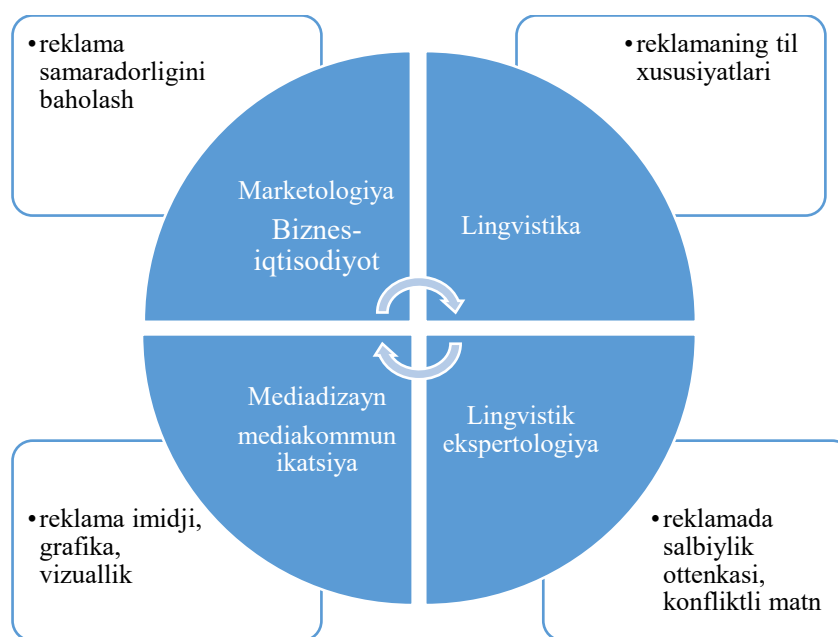 •reklama
samaradorligini
baholash
•reklamaning til
xususiyatlari
Marketologiya
Biznes-
iqtisodiyot
Lingvistika
Mediadizayn
mediakommun
ikatsiya
Lingvistik
ekspertologiya
•reklama imidji,
grafika,
vizuallik
•reklamada
salbiylik
ottenkasi,
konfliktli matn